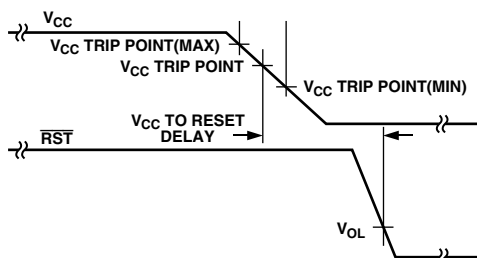 VCC
VCC TRIP POINT(MAX)
VCC TRIP POINT
VCC TRIP POINT(MIN)
VCC TO RESET
DELAY
RST
VOL